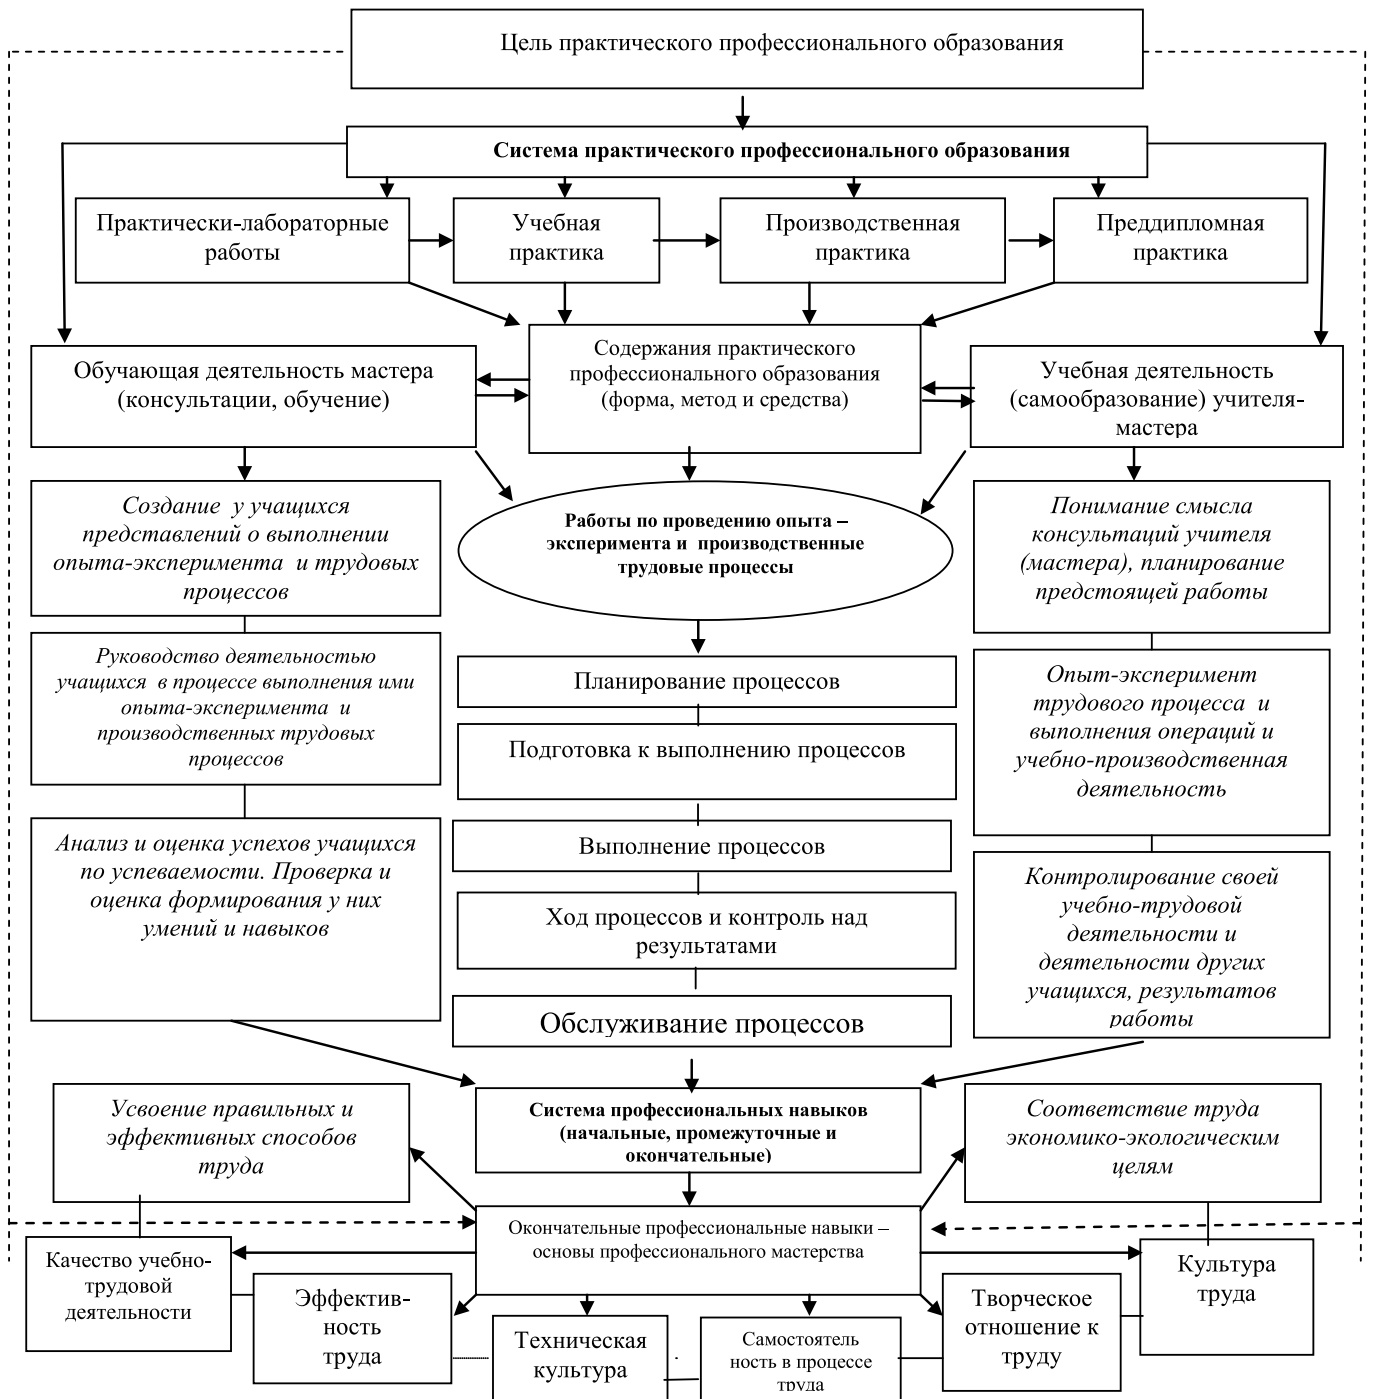 Цель практического профессионального образования
Система практического профессионального образования
Практически-лабораторные
работы
Учебная
практика
Производственная
практика
Преддипломная
практика
Обучающая деятельность мастера
(консультации, обучение)
Содержания практического
профессионального образования
(форма, метод и средства)
Учебная деятельность
(самообразование) учителя-
мастера
Создание у учащихся
представлений о выполнении
опыта-эксперимента и трудовых
процессов
Работы по проведению опыта –
эксперимента и производственные
трудовые процессы
Понимание смысла
консультаций учителя
(мастера), планирование
предстоящей работы
Руководство деятельностью
учащихся в процессе выполнения ими
опыта-эксперимента и
производственных трудовых
процессов
Планирование процессов
Подготовка к выполнению процессов
Выполнение процессов
Ход процессов и контроль над
результатами
Обслуживание процессов
Опыт-эксперимент
трудового процесса и
выполнения операций и
учебно-производственная
деятельность
Анализ и оценка успехов учащихся
по успеваемости. Проверка и
оценка формирования у них
умений и навыков
Контролирование своей
учебно-трудовой
деятельности и
деятельности других
учащихся, результатов
работы
Усвоение правильных и
эффективных способов
труда
Система профессиональных навыков
(начальные, промежуточные и
окончательные)
Соответствие труда
экономико-экологическим
целям
Окончательные профессиональные навыки –
основы профессионального мастерства
Качество учебно-
трудовой
деятельности
Эффектив-
ность
труда
Техническая
культура
Самостоятель
ность в процессе
труда
Творческое
отношение к
труду
Культура
труда